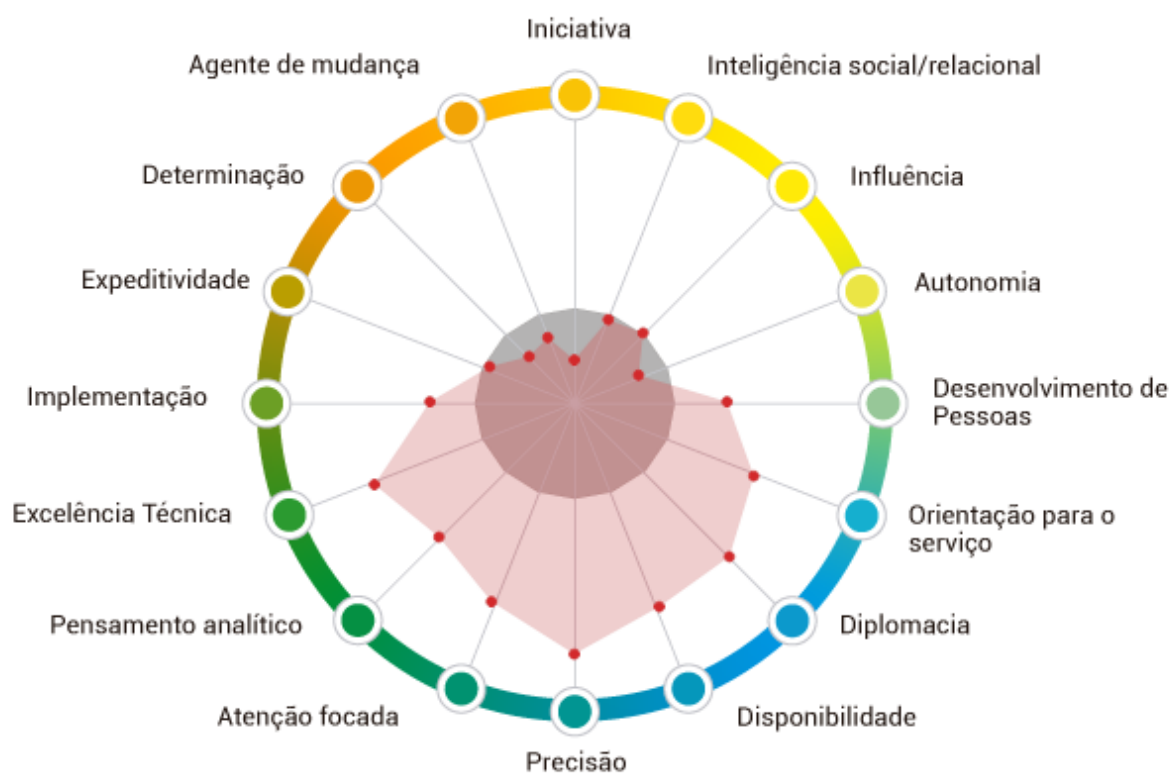 Iniciativa
Agente de mudança
Inteligência social/relacional
Determinação
Influência
Expeditividade
Autonomia
Implementação
Desenvolvimento de
Pessoas
Excelência Técnica
Orientação para o
serviço
Pensamento analítico
Diplomacia
Atenção focada
Disponibilidade
Precisão